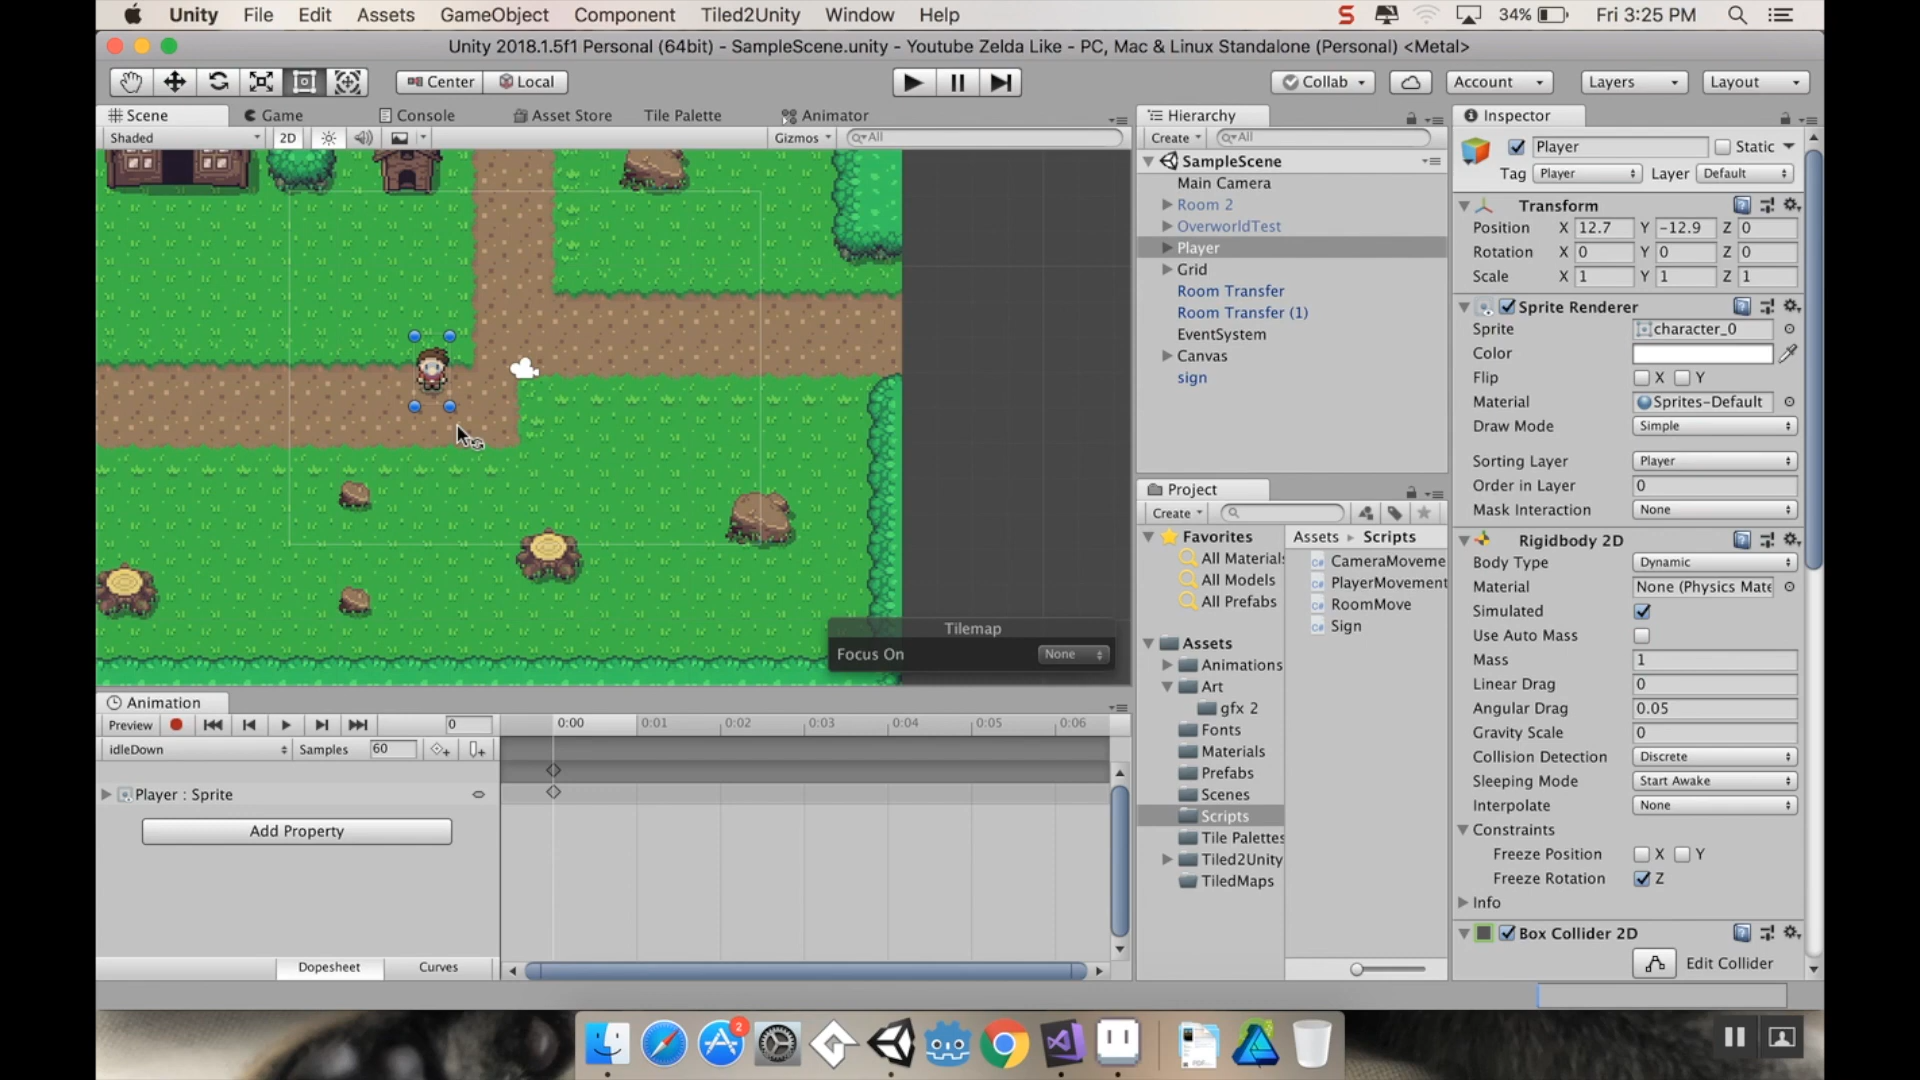 Unity File Edit Assets GameObject Component Tiled2Unity Window Help 34% Fri 3:25 PM
Unity 2018.1.5f1 Personal (64bit) - SampleScene.unity - Youtube Zelda Like - PC, Mac & Linux Standalone (Personal) <Metal>
Center Local Collab Account Layers Layout
Scene Game Console Asset Store Tile Palette Animator
Shaded 2D Gizmos All
Tilemap
Focus On None
Animation
Preview 0 0:00 0:01 0:02 0:03 0:04 0:05 0:06
idleDown Samples 60
Player : Sprite
Add Property
Dopesheet Curves
Hierarchy
Create All
SampleScene
Main Camera
Room 2
OverworldTest
Player
Grid
Room Transfer
Room Transfer (1)
EventSystem
Canvas
sign
Project
Create
Favorites
All Materials
All Models
All Prefabs
Assets
Animations
Art
gfx 2
Fonts
Materials
Prefabs
Scenes
Scripts
Tile Palettes
Tiled2Unity
TiledMaps
Assets Scripts
CameraMoveme
PlayerMovement
RoomMove
Sign
Inspector
Player Static
Tag Player Layer Default
Transform
Position X 12.7 Y -12.9 Z 0
Rotation X 0 Y 0 Z 0
Scale X 1 Y 1 Z 1
Sprite Renderer
Sprite character_0
Color
Flip X Y
Material Sprites-Default
Draw Mode Simple
Sorting Layer Player
Order in Layer 0
Mask Interaction None
Rigidbody 2D
Body Type Dynamic
Material None (Physics Mate
Simulated
Use Auto Mass
Mass 1
Linear Drag 0
Angular Drag 0.05
Gravity Scale 0
Collision Detection Discrete
Sleeping Mode Start Awake
Interpolate None
Constraints
Freeze Position X Y
Freeze Rotation Z
Info
Box Collider 2D
Edit Collider
2